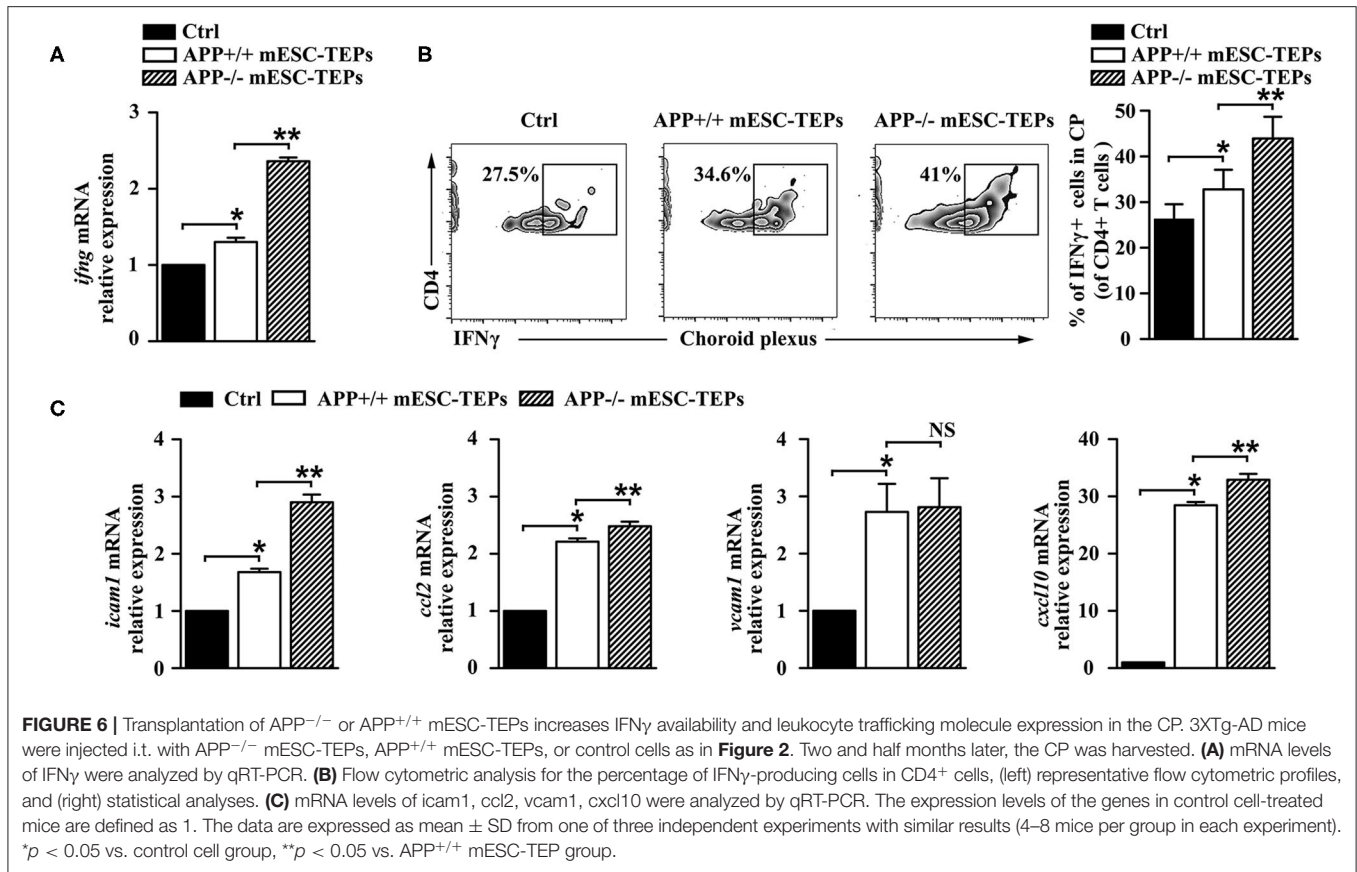 A
Ctrl
APP+/+ mESC-TEPs
APP-/- mESC-TEPs
ifng mRNA
relative expression
3
2
1
0
*
**
B
Ctrl
APP+/+ mESC-TEPs
APP-/- mESC-TEPs
27.5%
34.6%
41%
CD4
IFNγ
Choroid plexus
Ctrl
APP+/+ mESC-TEPs
APP-/- mESC-TEPs
% of IFNγ+ cells in CP
(of CD4+ T cells)
50
40
30
20
10
0
*
**
C
Ctrl APP+/+ mESC-TEPs APP-/- mESC-TEPs
icam1 mRNA
relative expression
4
3
2
1
0
*
**
ccl2 mRNA
relative expression
4
3
2
1
0
*
**
vcam1 mRNA
relative expression
4
3
2
1
0
*
NS
cxcl10 mRNA
relative expression
40
30
20
10
0
*
**
FIGURE 6 | Transplantation of APP−/− or APP+/+ mESC-TEPs increases IFNγ availability and leukocyte trafficking molecule expression in the CP. 3XTg-AD mice
were injected i.t. with APP−/− mESC-TEPs, APP+/+ mESC-TEPs, or control cells as in Figure 2. Two and half months later, the CP was harvested. (A) mRNA levels
of IFNγ were analyzed by qRT-PCR. (B) Flow cytometric analysis for the percentage of IFNγ-producing cells in CD4+ cells, (left) representative flow cytometric profiles,
and (right) statistical analyses. (C) mRNA levels of icam1, ccl2, vcam1, cxcl10 were analyzed by qRT-PCR. The expression levels of the genes in control cell-treated
mice are defined as 1. The data are expressed as mean ± SD from one of three independent experiments with similar results (4–8 mice per group in each experiment).
*p < 0.05 vs. control cell group, **p < 0.05 vs. APP+/+ mESC-TEP group.